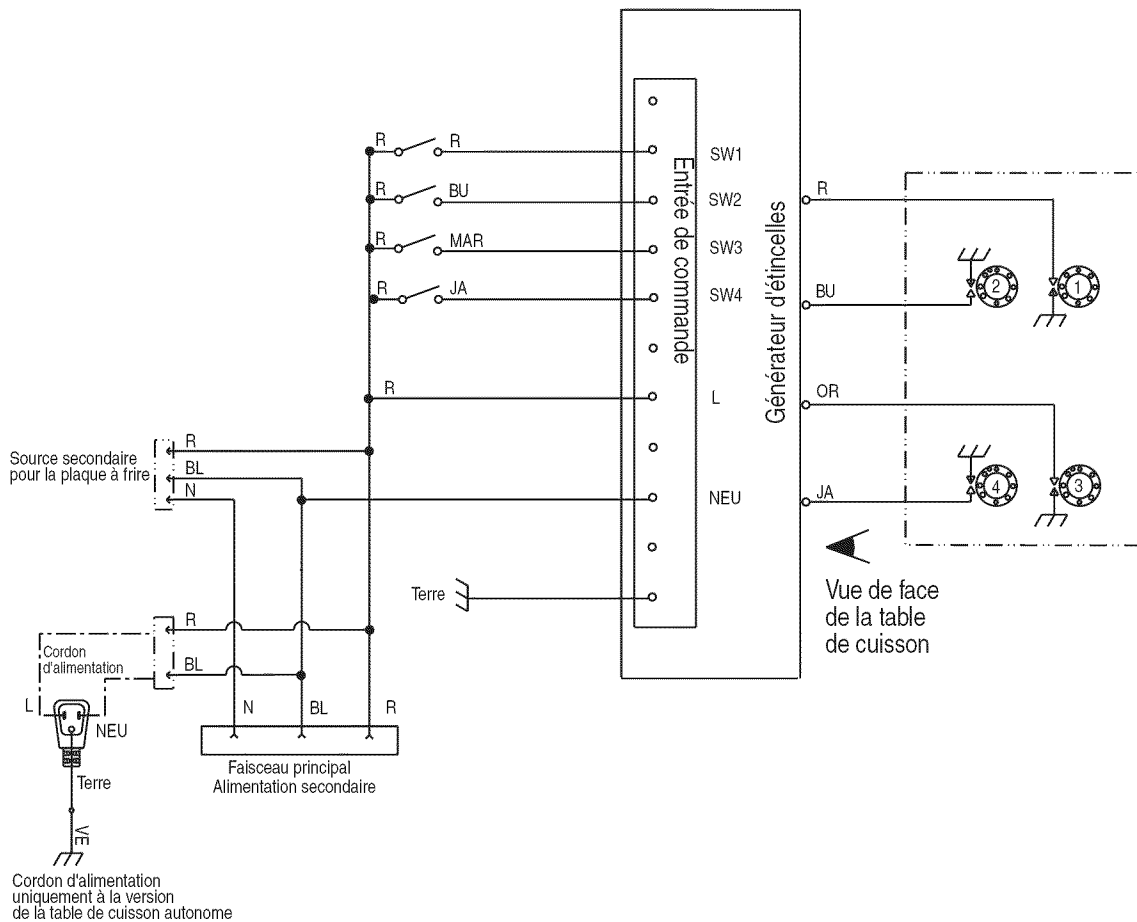 R
R
SW1
R
BU
SW2
R
MAR
SW3
R
JA
SW4
Entrée de commande
Générateur d'étincelles
R
BU
OR
JA
2
1
4
3
R
L
NEU
Source secondaire
pour la plaque à frire
R
BL
N
Terre
Vue de face
de la table
de cuisson
R
BL
Cordon
d'alimentation
L
NEU
Terre
VE
N
BL
R
Faisceau principal
Alimentation secondaire
Cordon d'alimentation
uniquement à la version
de la table de cuisson autonome